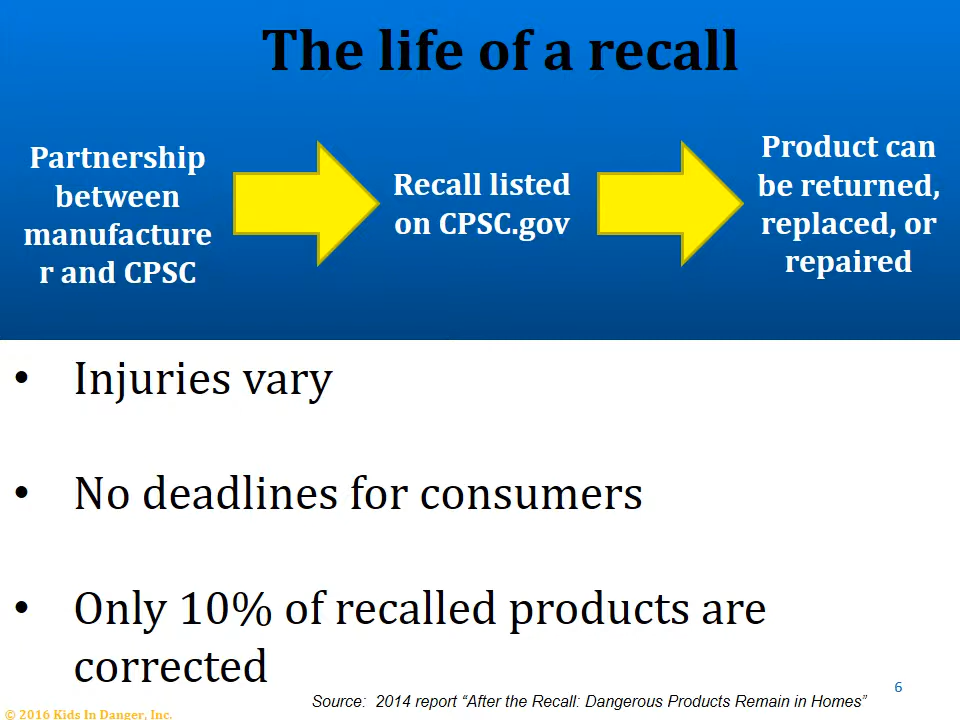 The life of a recall
Partnership
between
manufacture
r and CPSC
Recall listed
on CPSC.gov
Product can
be returned,
replaced, or
repaired
• Injuries vary
• No deadlines for consumers
• Only 10% of recalled products are
corrected
6
Source:  2014 report “After the Recall: Dangerous Products Remain in Homes”
© 2016 Kids In Danger, Inc.